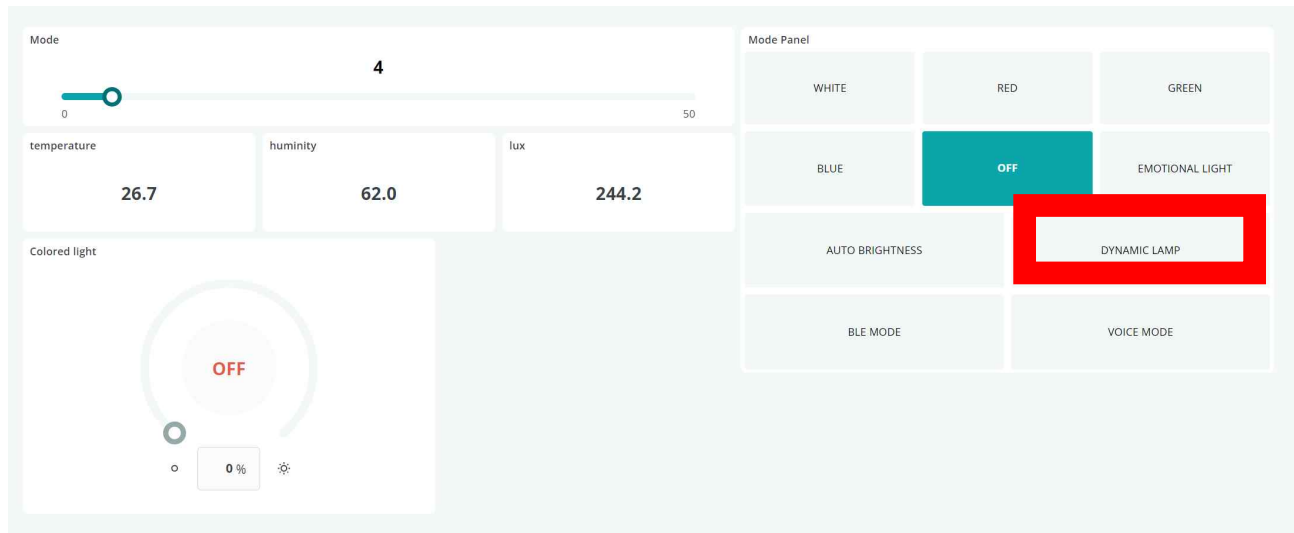 Mode
4
0 50
temperature huminity lux
26.7 62.0 244.2
Colored light
OFF
0 %
Mode Panel
WHITE RED GREEN
BLUE OFF EMOTIONAL LIGHT
AUTO BRIGHTNESS DYNAMIC LAMP
BLE MODE VOICE MODE